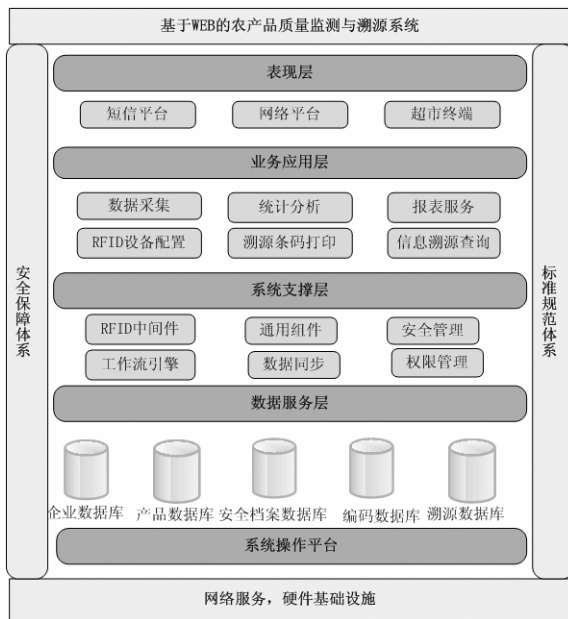 基于WEB的农产品质量监测与溯源系统
表现层
短信平台 网络平台 超市终端
业务应用层
数据采集 统计分析 报表服务
RFID设备配置 溯源条码打印 信息溯源查询
安全保障体系
标准规范体系
系统支撑层
RFID中间件 通用组件 安全管理
工作流引擎 数据同步 权限管理
数据服务层
企业数据库 产品数据库 安全档案数据库 编码数据库 溯源数据库
系统操作平台
网络服务，硬件基础设施